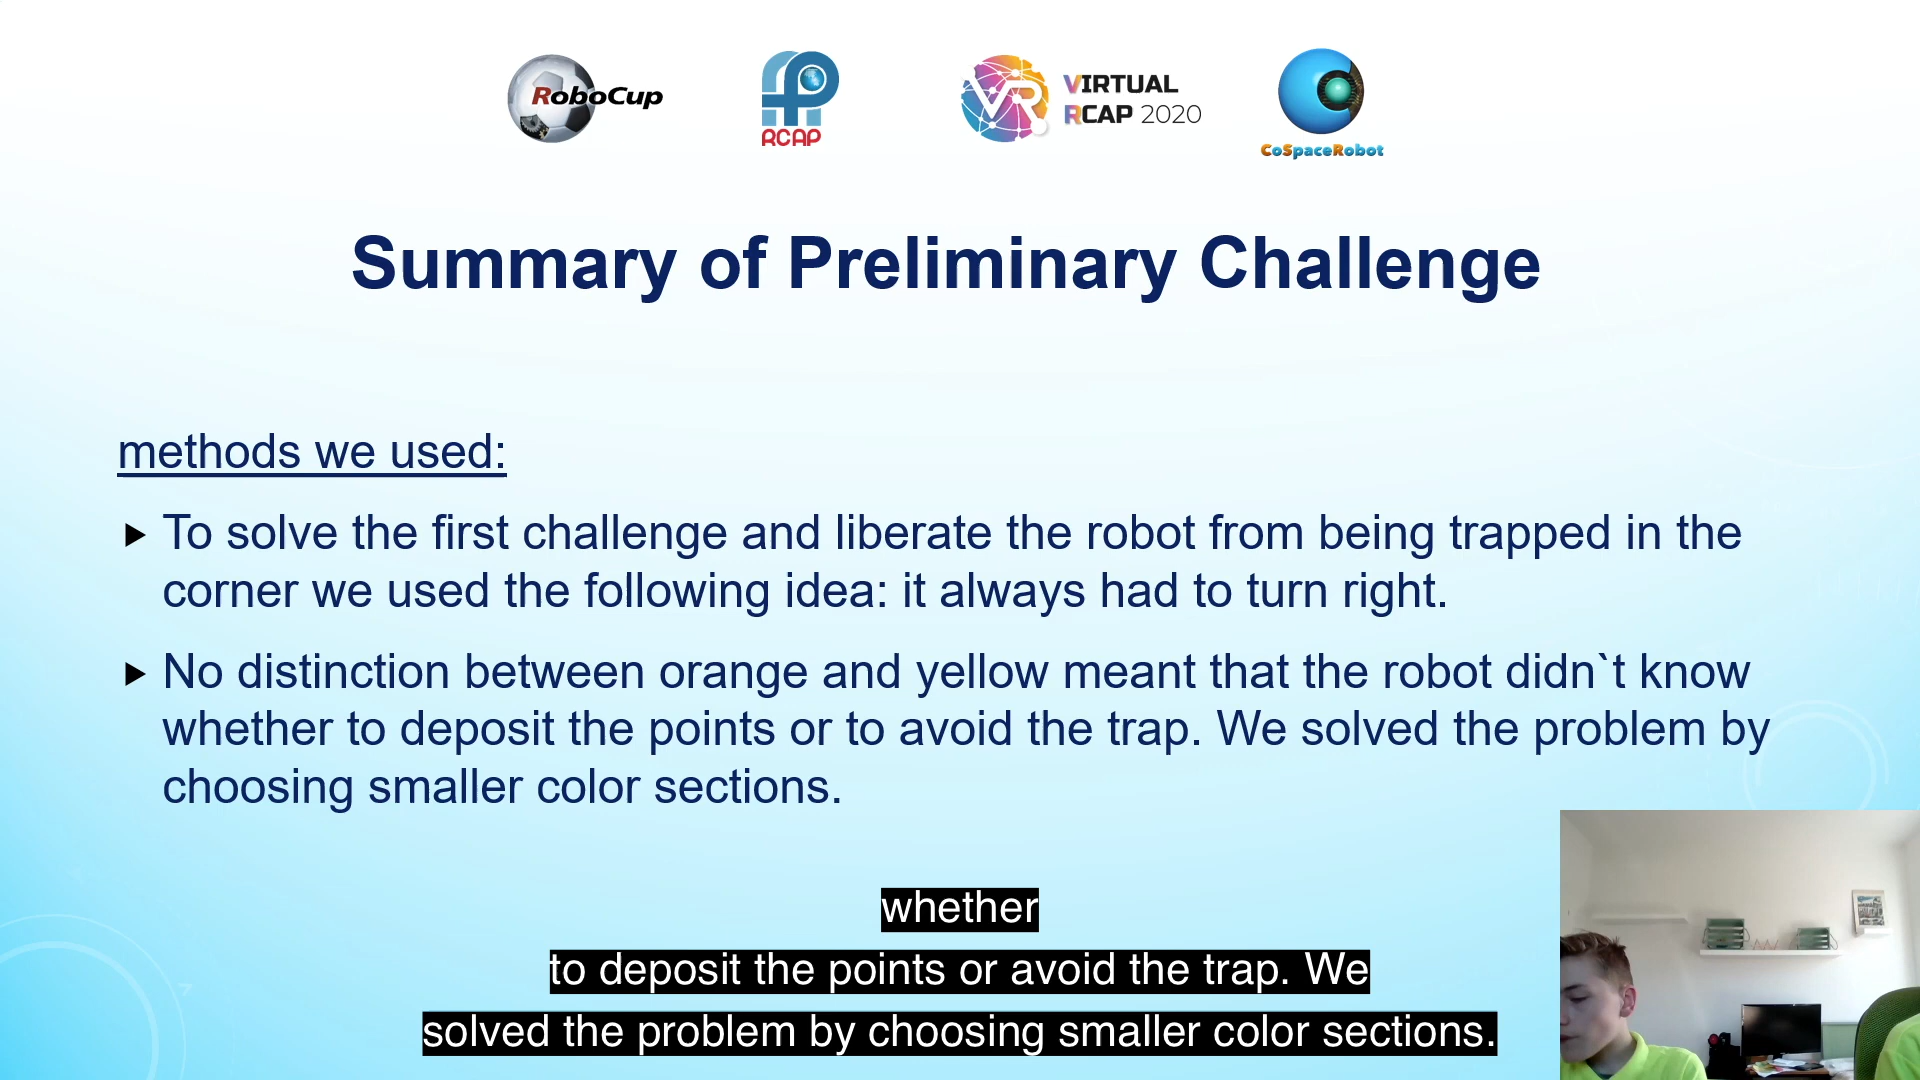 RoboCup
RCAP
VIRTUAL
RCAP 2020
CoSpaceRobot
Summary of Preliminary Challenge
methods we used:
To solve the first challenge and liberate the robot from being trapped in the
corner we used the following idea: it always had to turn right.
No distinction between orange and yellow meant that the robot didn`t know
whether to deposit the points or to avoid the trap. We solved the problem by
choosing smaller color sections.
whether
to deposit the points or avoid the trap. We
solved the problem by choosing smaller color sections.